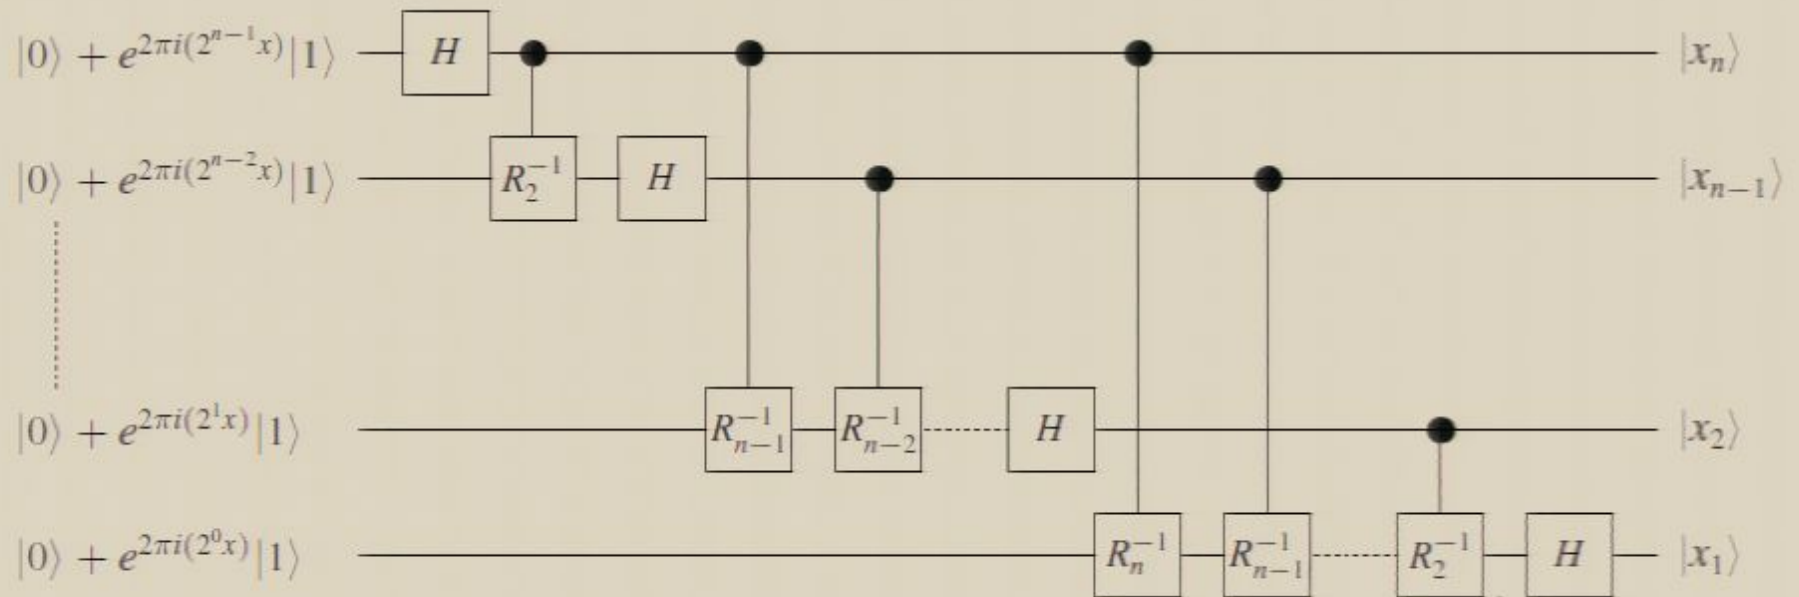 |0⟩ + e^{2πi(2^{n−1}x)}|1⟩ H |x_n⟩
|0⟩ + e^{2πi(2^{n−2}x)}|1⟩ R_2^{−1} H |x_{n−1}⟩
|0⟩ + e^{2πi(2^1x)}|1⟩ R_{n−1}^{−1} R_{n−2}^{−1} H |x_2⟩
|0⟩ + e^{2πi(2^0x)}|1⟩ R_n^{−1} R_{n−1}^{−1} R_2^{−1} H |x_1⟩